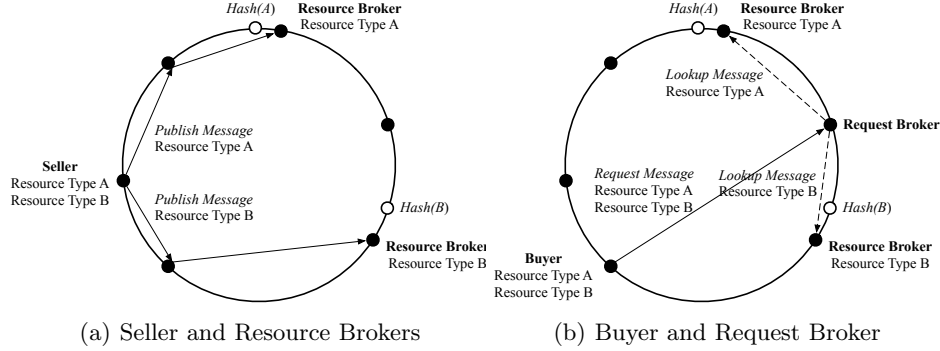 Hash(A)
Resource Broker
Resource Type A
Publish Message
Resource Type A
Seller
Resource Type A
Resource Type B
Publish Message
Resource Type B
Hash(B)
Resource Broker
Resource Type B
(a) Seller and Resource Brokers
Hash(A)
Resource Broker
Resource Type A
Lookup Message
Resource Type A
Request Broker
Request Message
Resource Type A
Resource Type B
Lookup Message
Resource Type B
Hash(B)
Resource Broker
Resource Type B
Buyer
Resource Type A
Resource Type B
(b) Buyer and Request Broker